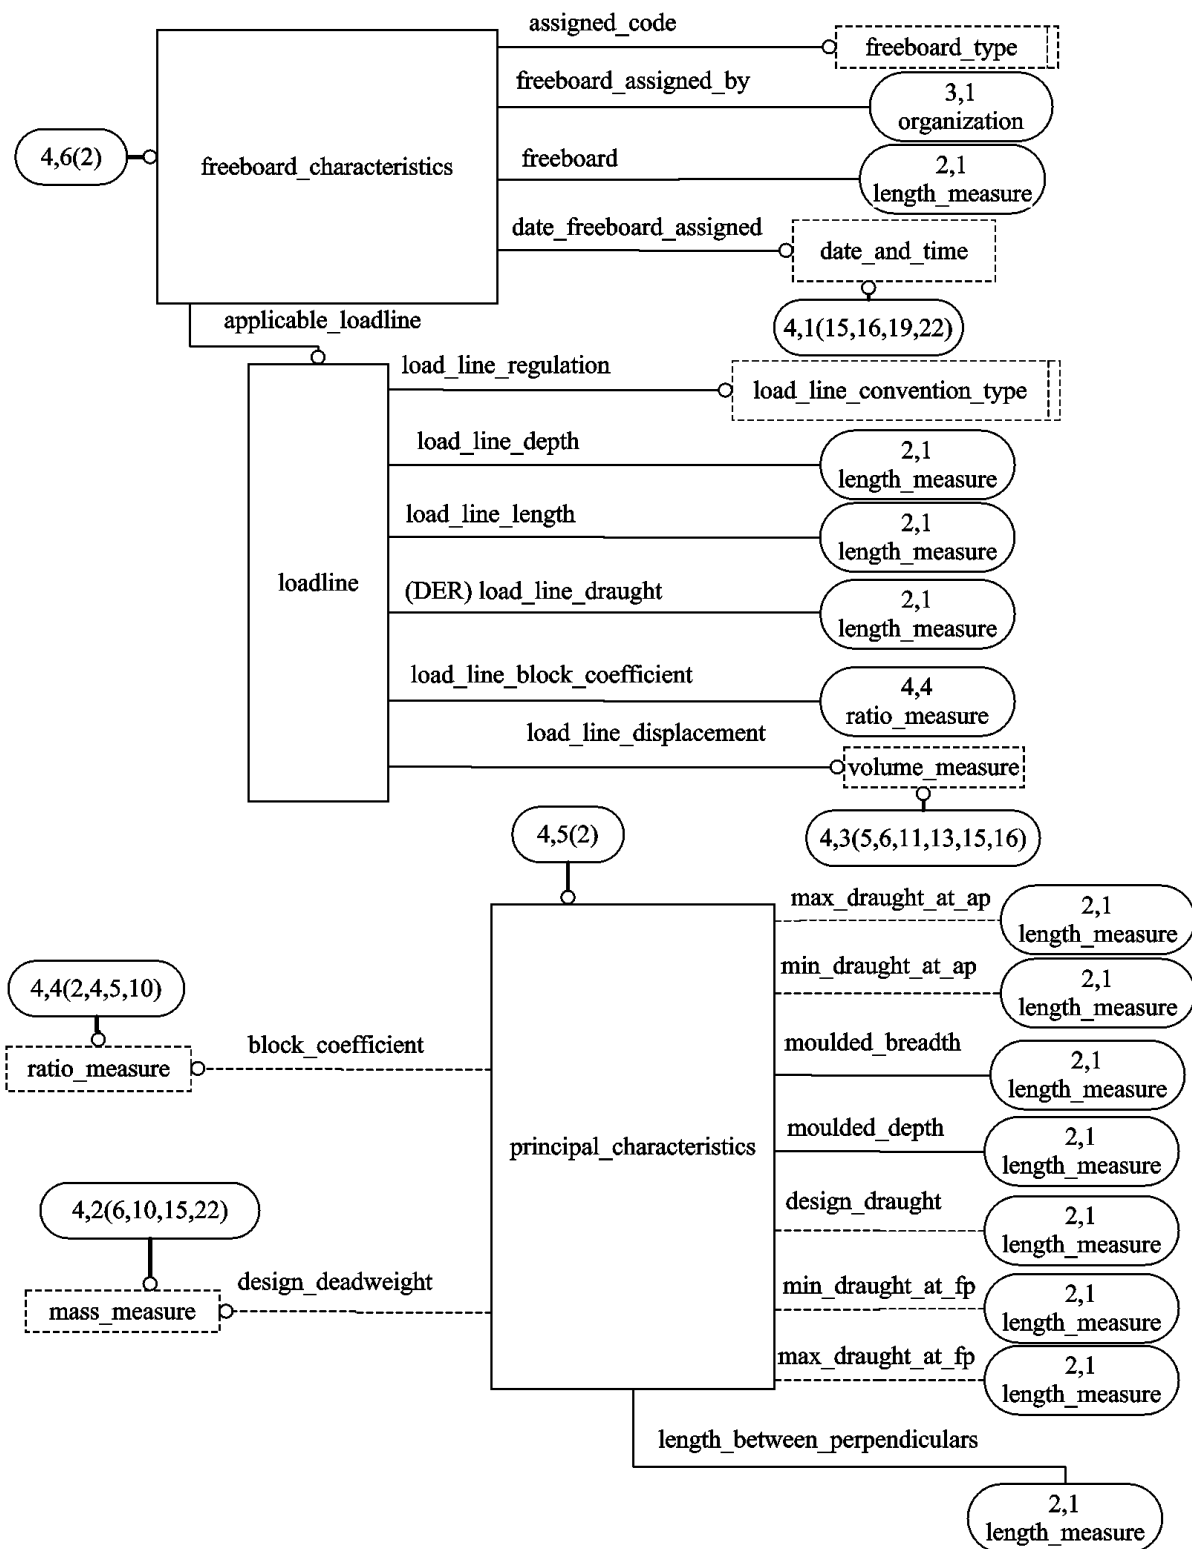 assigned_code
freeboard_type
freeboard_assigned_by
3,1
organization
4,6(2)
freeboard_characteristics
freeboard
2,1
length_measure
date_freeboard_assigned
date_and_time
4,1(15,16,19,22)
applicable_loadline
load_line_regulation
load_line_convention_type
load_line_depth
2,1
length_measure
load_line_length
2,1
length_measure
loadline
(DER) load_line_draught
2,1
length_measure
load_line_block_coefficient
4,4
ratio_measure
load_line_displacement
volume_measure
4,3(5,6,11,13,15,16)
4,5(2)
max_draught_at_ap
2,1
length_measure
min_draught_at_ap
2,1
length_measure
4,4(2,4,5,10)
ratio_measure
block_coefficient
moulded_breadth
2,1
length_measure
principal_characteristics
moulded_depth
2,1
length_measure
4,2(6,10,15,22)
mass_measure
design_deadweight
design_draught
2,1
length_measure
min_draught_at_fp
2,1
length_measure
max_draught_at_fp
2,1
length_measure
length_between_perpendiculars
2,1
length_measure